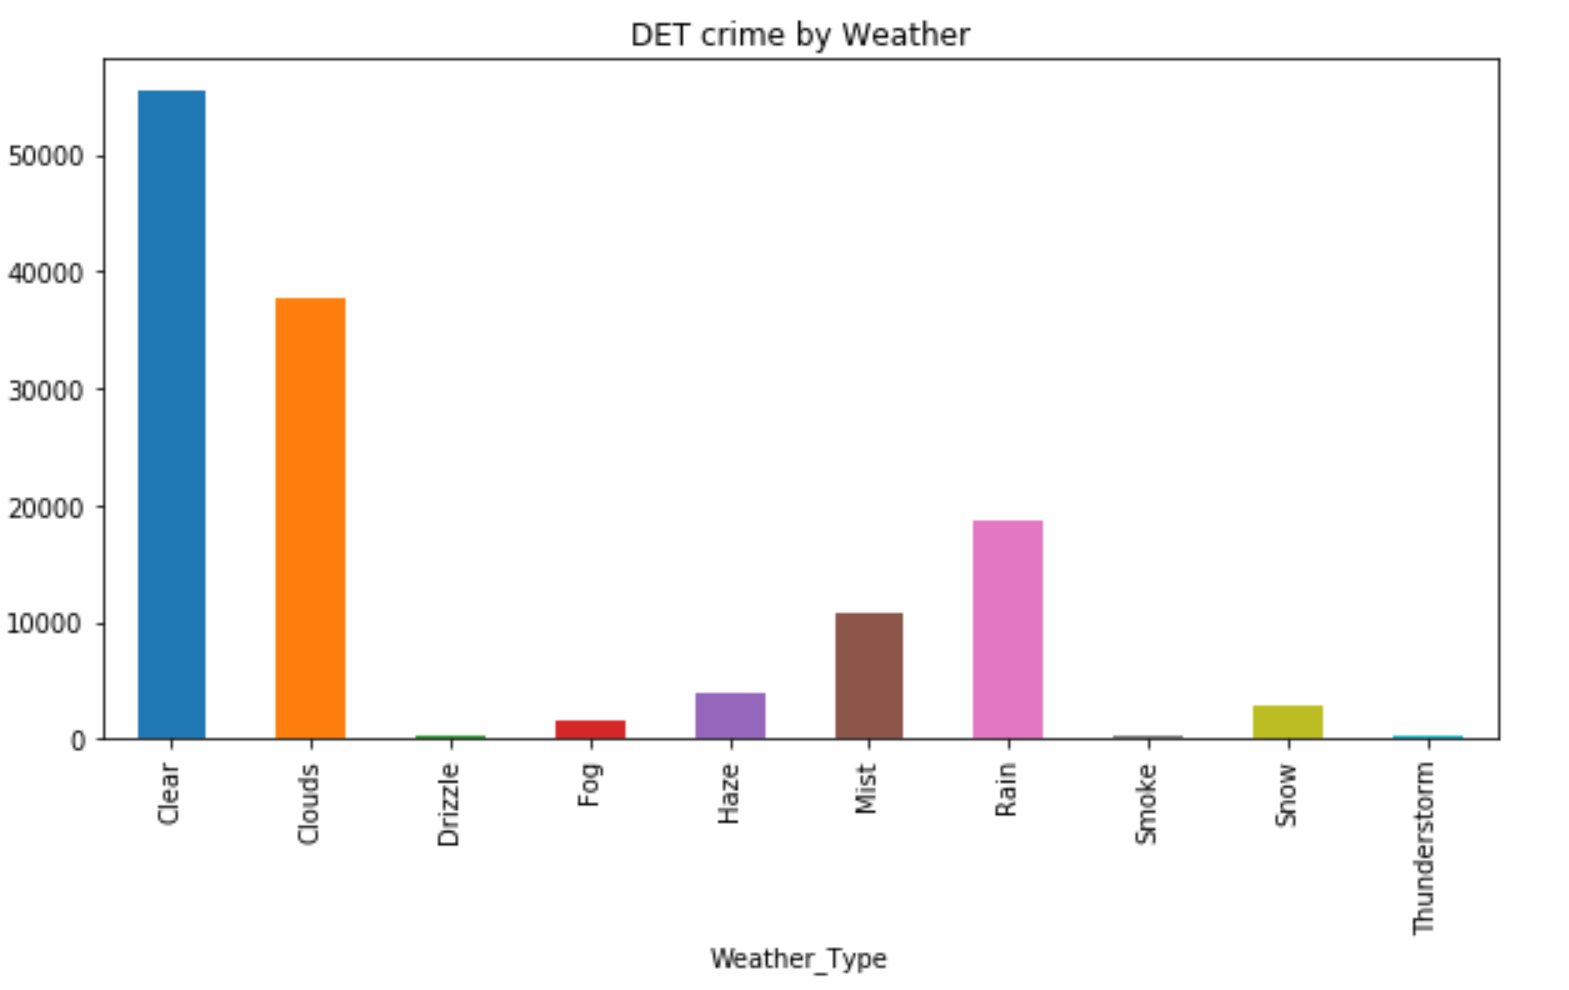 DET crime by Weather
50000
40000
30000
20000
10000
0
Clear
Clouds
Drizzle
Fog
Haze
Mist
Rain
Smoke
Snow
Thunderstorm
Weather_Type